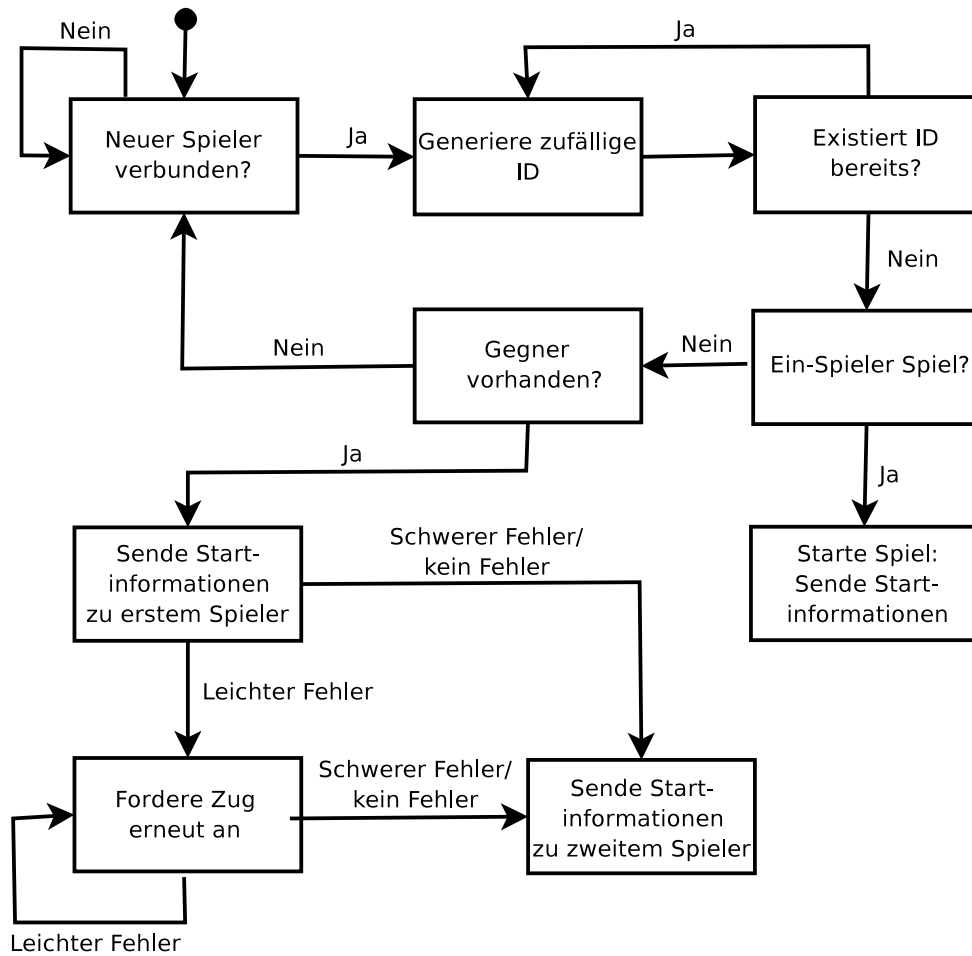 Nein
Ja
Neuer Spieler
verbunden?
Ja
Generiere zufällige
ID
Existiert ID
bereits?
Nein
Nein
Gegner
vorhanden?
Nein
Ein-Spieler Spiel?
Ja
Ja
Sende Start-
informationen
zu erstem Spieler
Schwerer Fehler/
kein Fehler
Starte Spiel:
Sende Start-
informationen
Leichter Fehler
Fordere Zug
erneut an
Schwerer Fehler/
kein Fehler
Sende Start-
informationen
zu zweitem Spieler
Leichter Fehler